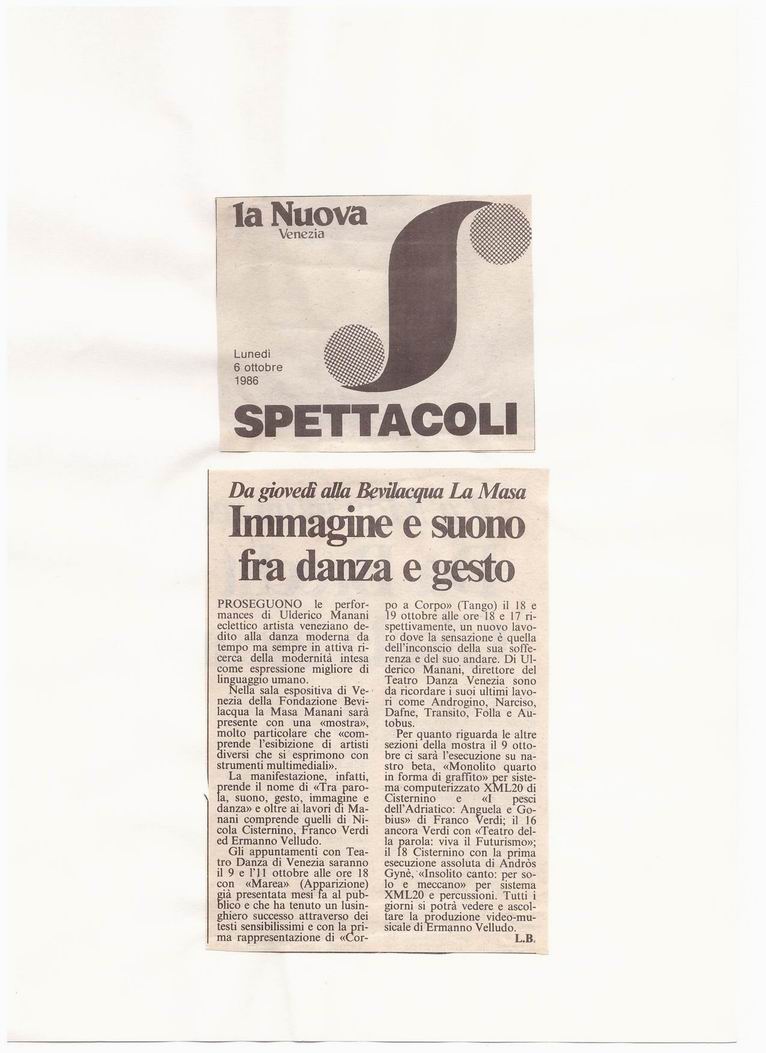 la Nuova
Venezia
Lunedì
6 ottobre
1986
SPETTACOLI
Da giovedì alla Bevilacqua La Masa
Immagine e suono
fra danza e gesto
PROSEGUONO le perfor-
mances di Ulderico Manani
eclettico artista veneziano de-
dito alla danza moderna da
tempo ma sempre in attiva ri-
cerca della modernità intesa
come espressione migliore di
linguaggio umano.
Nella sala espositiva di Ve-
nezia della Fondazione Bevi-
lacqua la Masa Manani sarà
presente con una «mostra»,
molto particolare che «com-
prende l'esibizione di artisti
diversi che si esprimono con
strumenti multimediali».
La manifestazione, infatti,
prende il nome di «Tra paro-
la, suono, gesto, immagine e
danza» e oltre ai lavori di Ma-
nani comprende quelli di Ni-
cola Cisternino, Franco Verdi
ed Ermanno Velludo.
Gli appuntamenti con Tea-
tro Danza di Venezia saranno
il 9 e l'11 ottobre alle ore 18
con «Marea» (Apparizione)
già presentata mesi fa al pub-
blico e che ha tenuto un lusin-
ghiero successo attraverso dei
testi sensibilissimi e con la pri-
ma rappresentazione di «Cor-
po a Corpo» (Tango) il 18 e
19 ottobre alle ore 18 e 17 ri-
spettivamente, un nuovo lavo-
ro dove la sensazione è quella
dell'inconscio della sua soffe-
renza e del suo andare. Di Ul-
derico Manani, direttore del
Teatro Danza Venezia sono
da ricordare i suoi ultimi lavo-
ri come Androgino, Narciso,
Dafne, Transito, Folla e Au-
tobus.
Per quanto riguarda le altre
sezioni della mostra il 9 otto-
bre ci sarà l'esecuzione su na-
stro beta, «Monolito quarto
in forma di graffito» per siste-
ma computerizzato XML20 di
Cisternino e «I pesci
dell'Adriatico: Anguela e Go-
bius» di Franco Verdi; il 16
ancora Verdi con «Teatro del-
la parola: viva il Futurismo»;
il 18 Cisternino con la prima
esecuzione assoluta di Andròs
Gynè, «Insolito canto: per so-
lo e meccano» per sistema
XML20 e percussioni. Tutti i
giorni si potrà vedere e ascol-
tare la produzione video-mu-
sicale di Ermanno Velludo.
L.B.